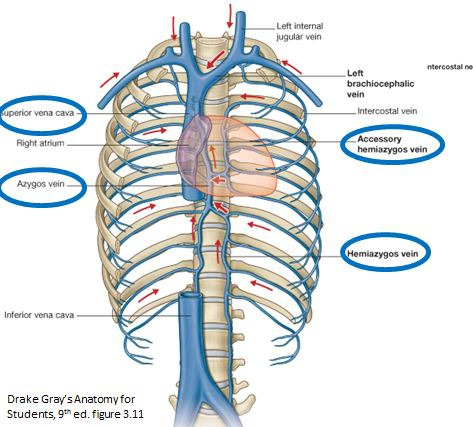 Left internal
jugular vein
ntercostal ne
Left
brachiocephalic
vein
Superior vena cava
Intercostal vein
Right atrium
Accessory
hemiazygos vein
Azygos vein
Hemiazygos vein
Inferior vena cava
Drake Gray's Anatomy for
Students, 9th ed. figure 3.11